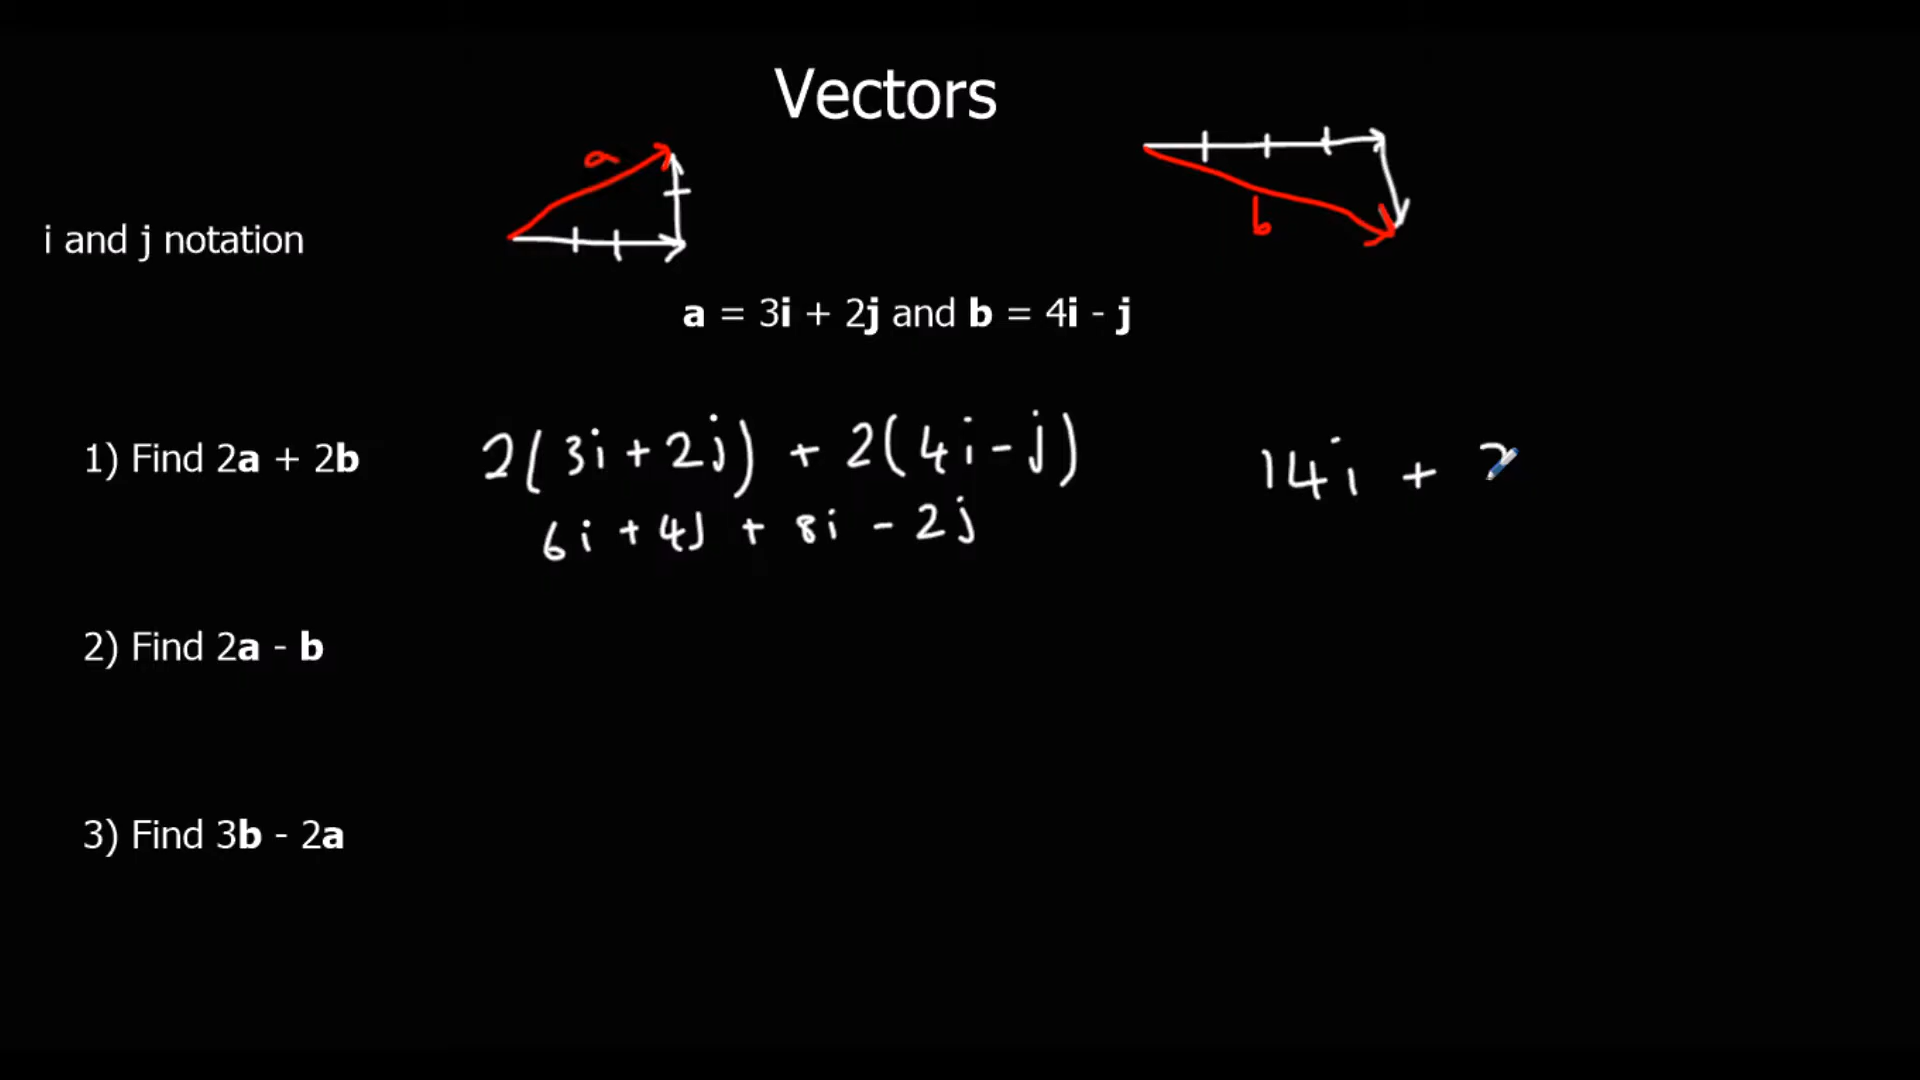 Vectors
a
b
i and j notation
a = 3i + 2j and b = 4i - j
1) Find 2a + 2b
2(3i + 2j) + 2(4i - j)
14i + 2
6i + 4j + 8i - 2j
2) Find 2a - b
3) Find 3b - 2a